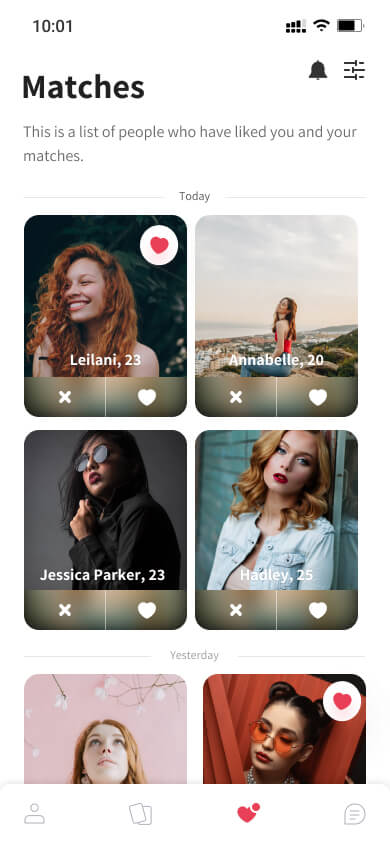 10:01
Matches
This is a list of people who have liked you and your
matches.
Today
Leilani, 23
Annabelle, 20
Jessica Parker, 23
Hadley, 25
Yesterday